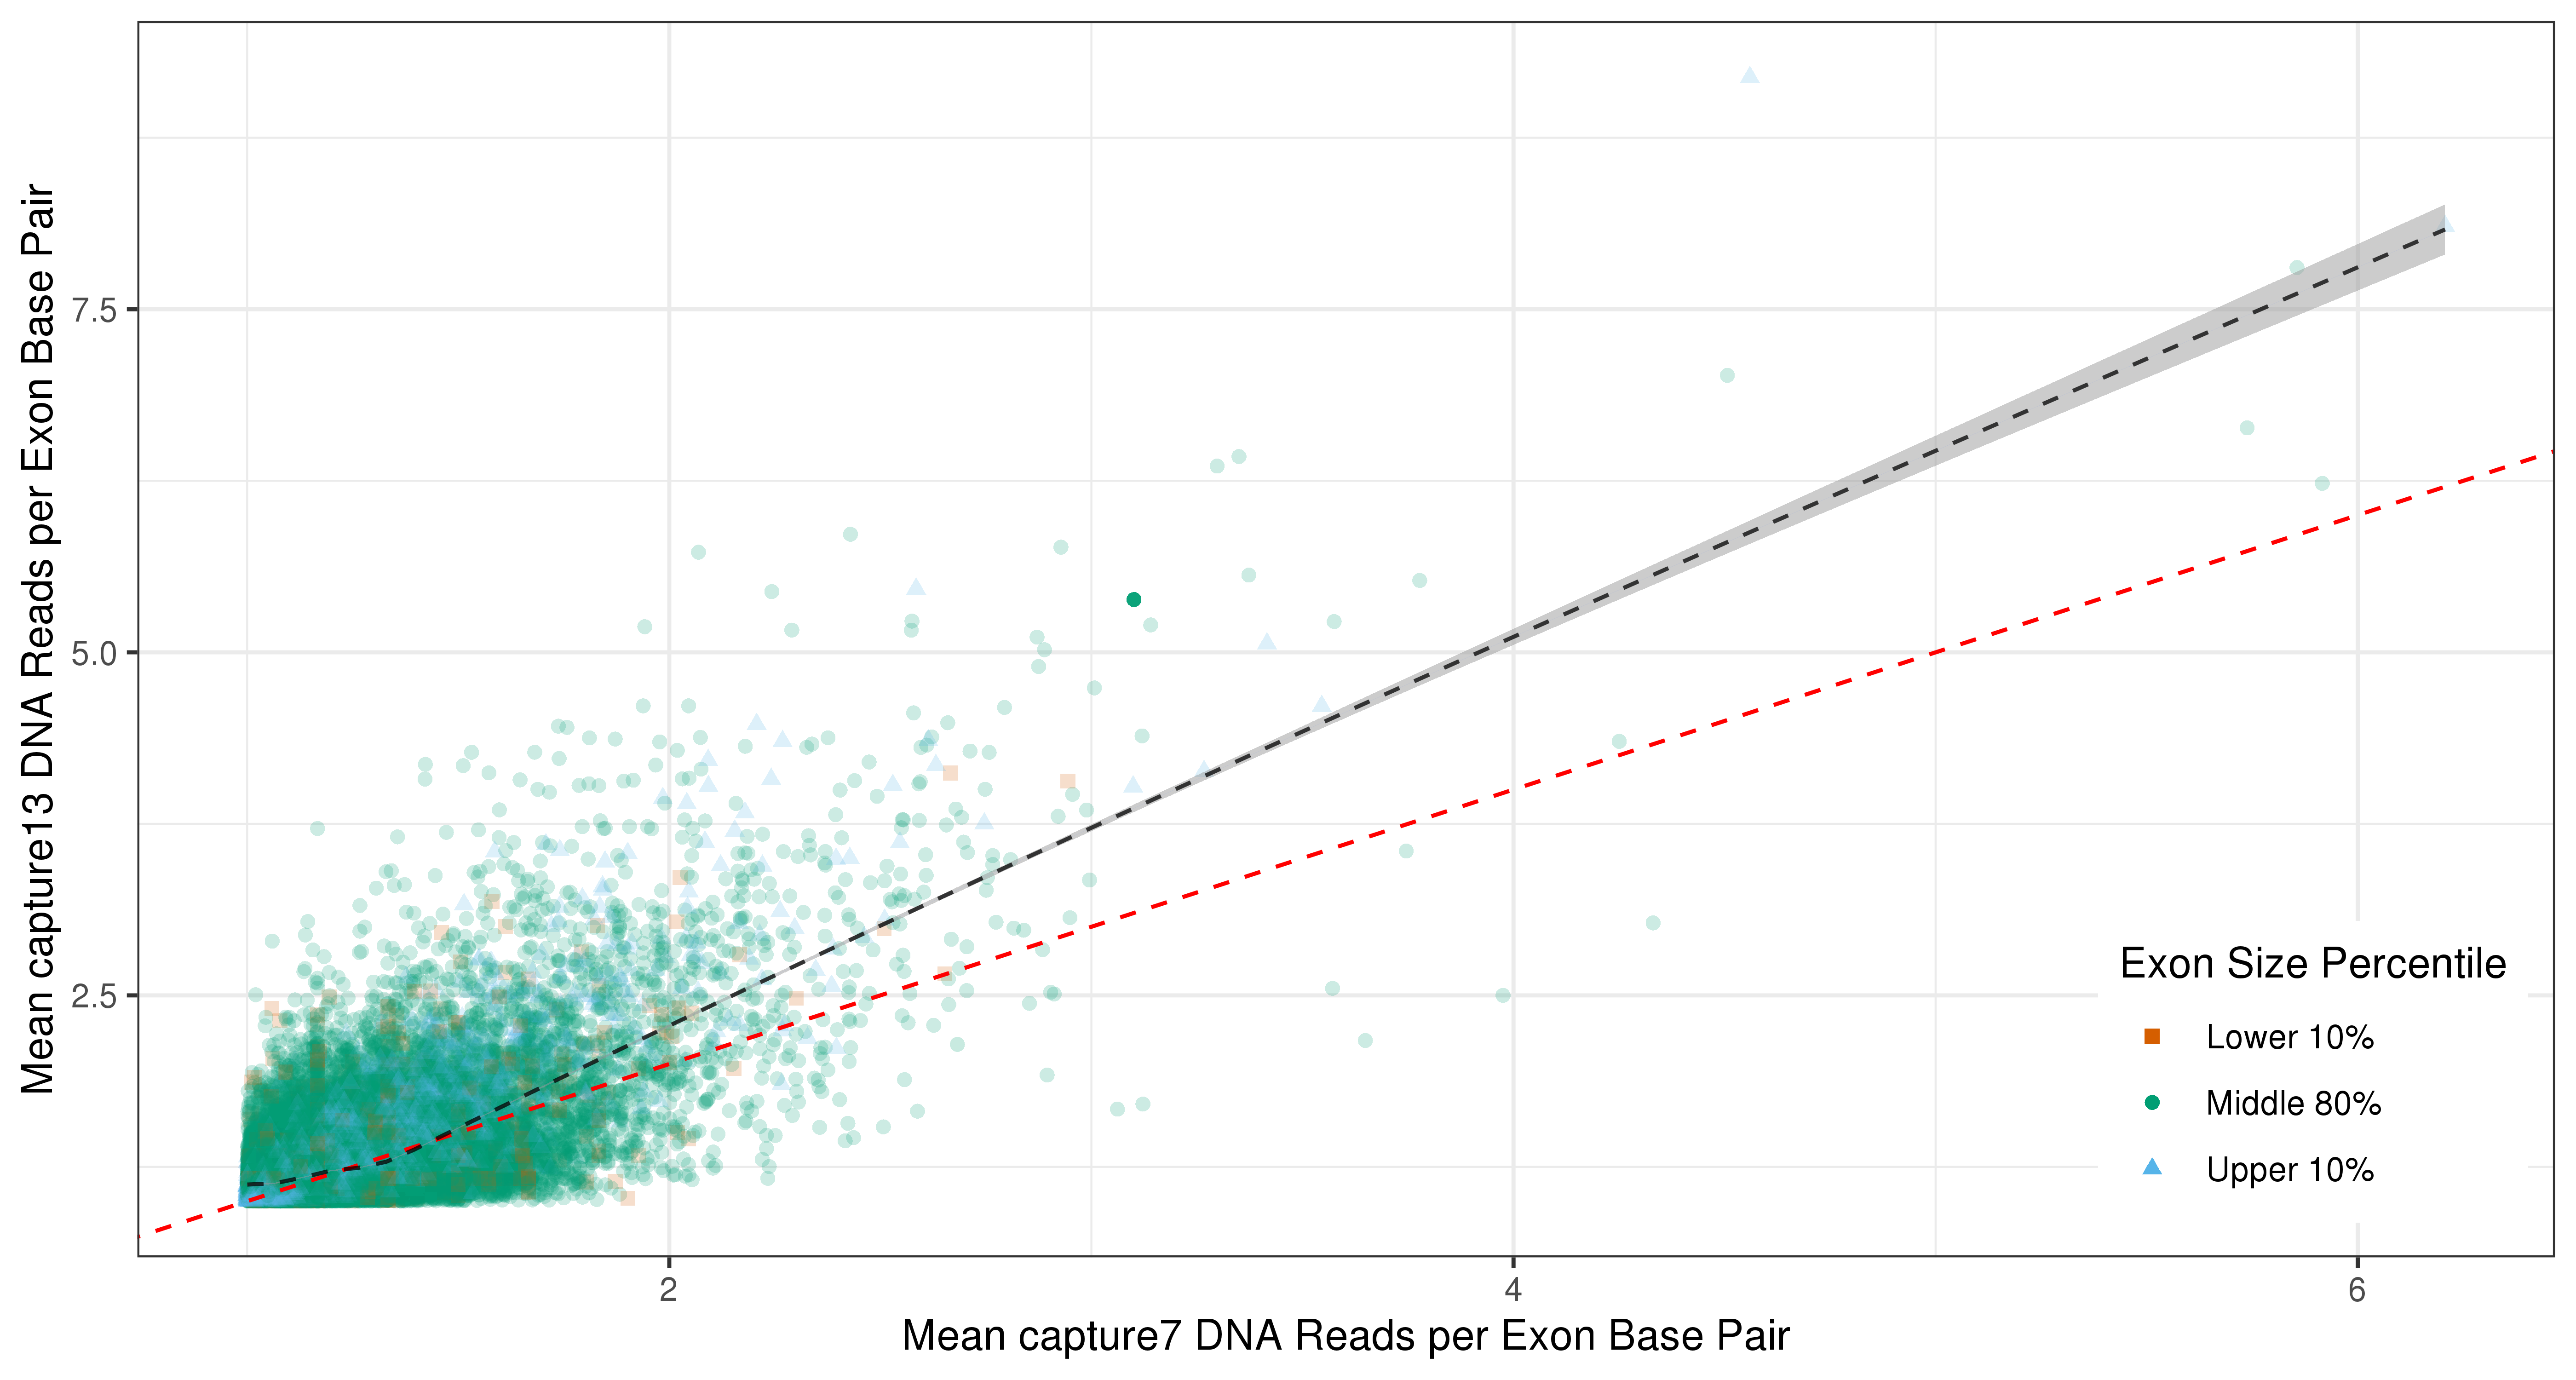 Mean capture13 DNA Reads per Exon Base Pair
7.5
5.0
2.5
Exon Size Percentile
Lower 10%
Middle 80%
Upper 10%
2
4
6
Mean capture7 DNA Reads per Exon Base Pair